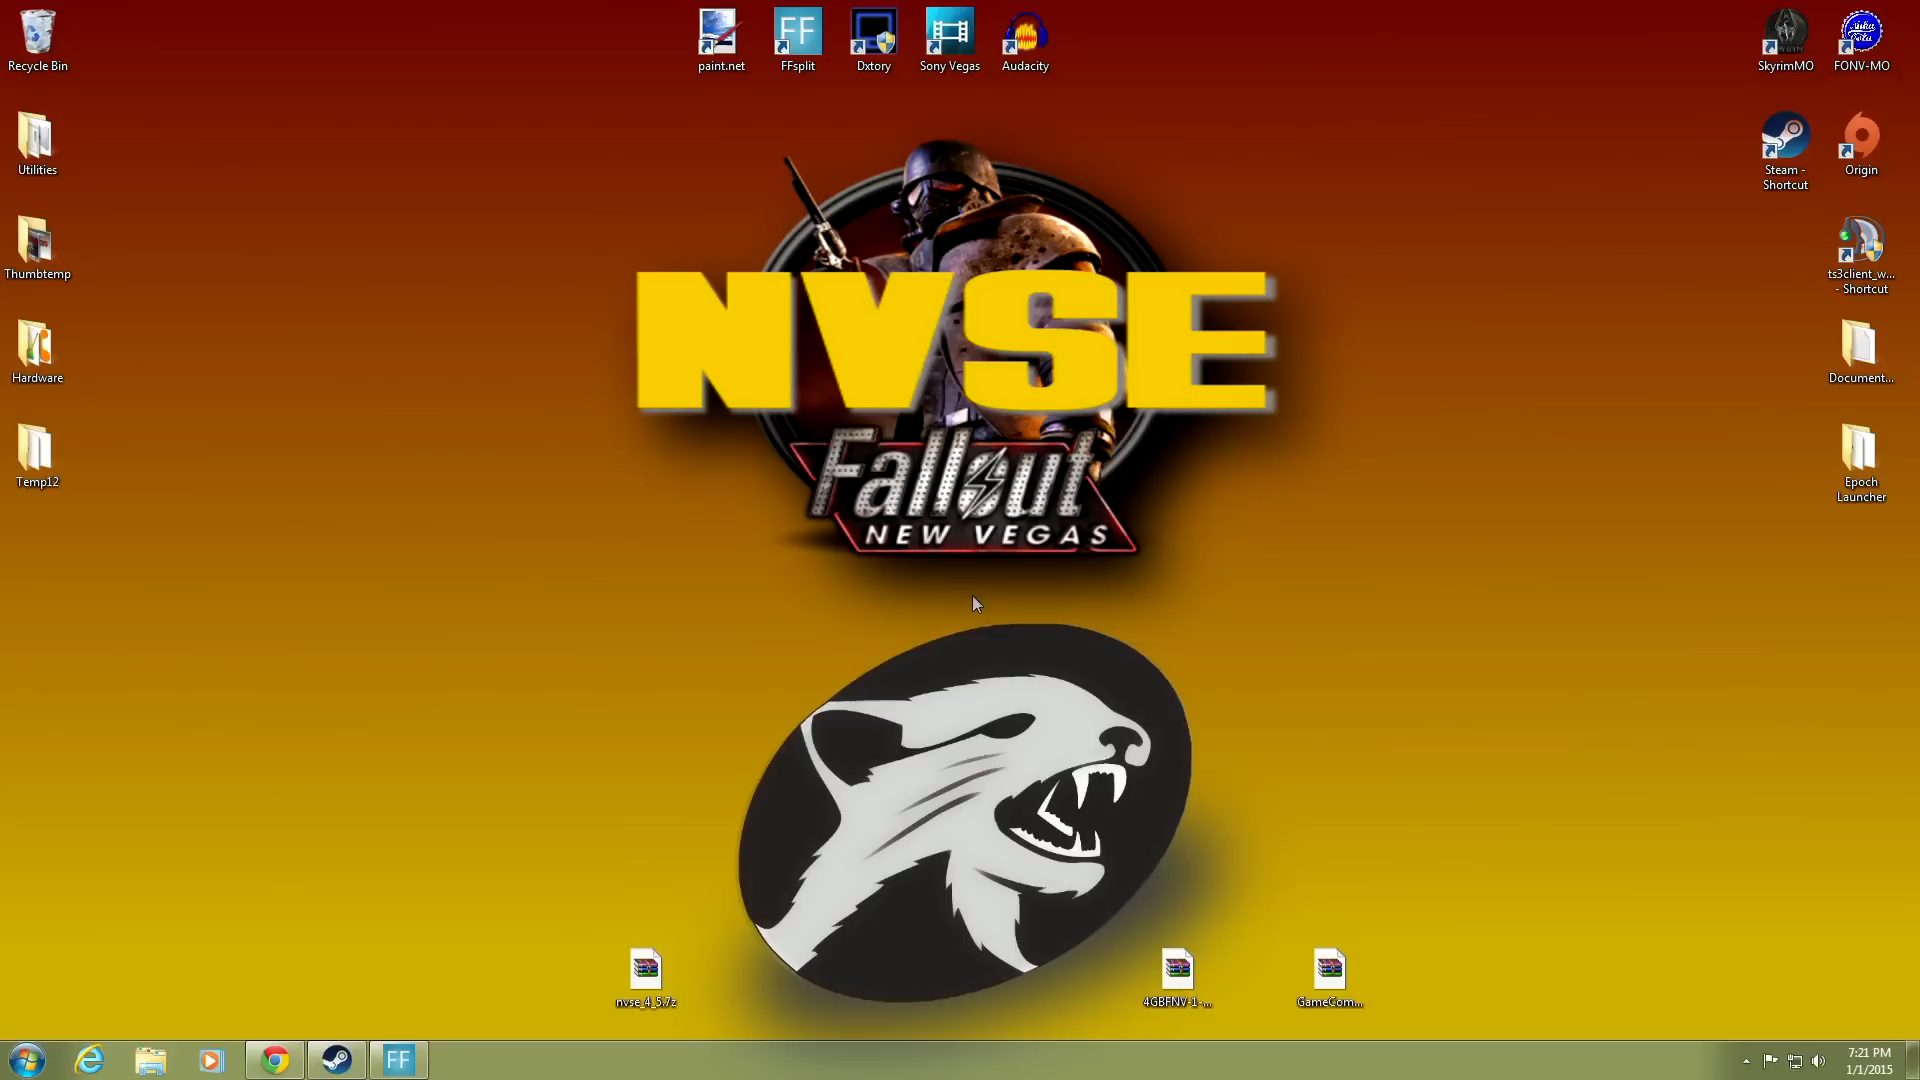 Recycle Bin
paint.net
FFsplit
Dxtory
Sony Vegas
Audacity
SkyrimMO
FONV-MO
Utilities
Steam -
Shortcut
Origin
Thumbtemp
ts3client_w...
- Shortcut
Hardware
Document...
Temp12
Epoch
Launcher
NVSE
Fallout
NEW VEGAS
nvse_4_5.7z
4GBFNV-1-...
GameCom...
FF
FF
7:21 PM
1/1/2015